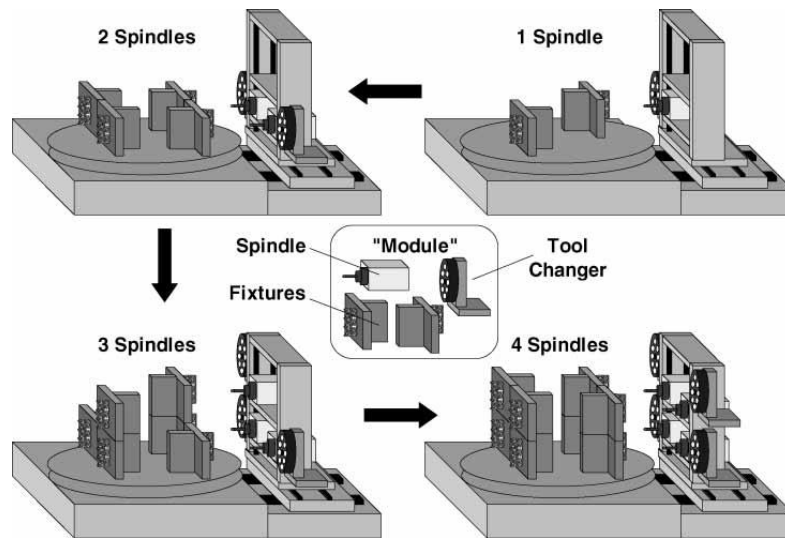 2 Spindles
1 Spindle
Spindle
"Module"
Tool
Changer
Fixtures
3 Spindles
4 Spindles